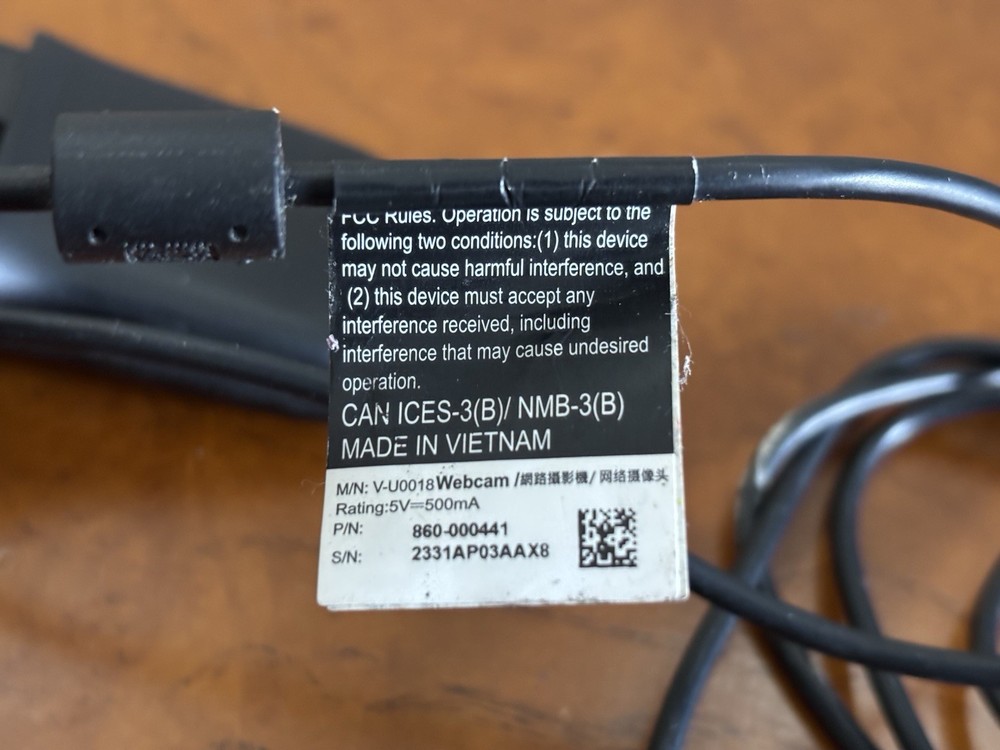 FCC Rules. Operation is subject to the
following two conditions:(1) this device
may not cause harmful interference, and
(2) this device must accept any
interference received, including
interference that may cause undesired
operation.
CAN ICES-3(B)/ NMB-3(B)
MADE IN VIETNAM
M/N: V-U0018 Webcam /網路攝影機/ 网络摄像头
Rating:5V⎓500mA
P/N: 860-000441
S/N: 2331AP03AAX8